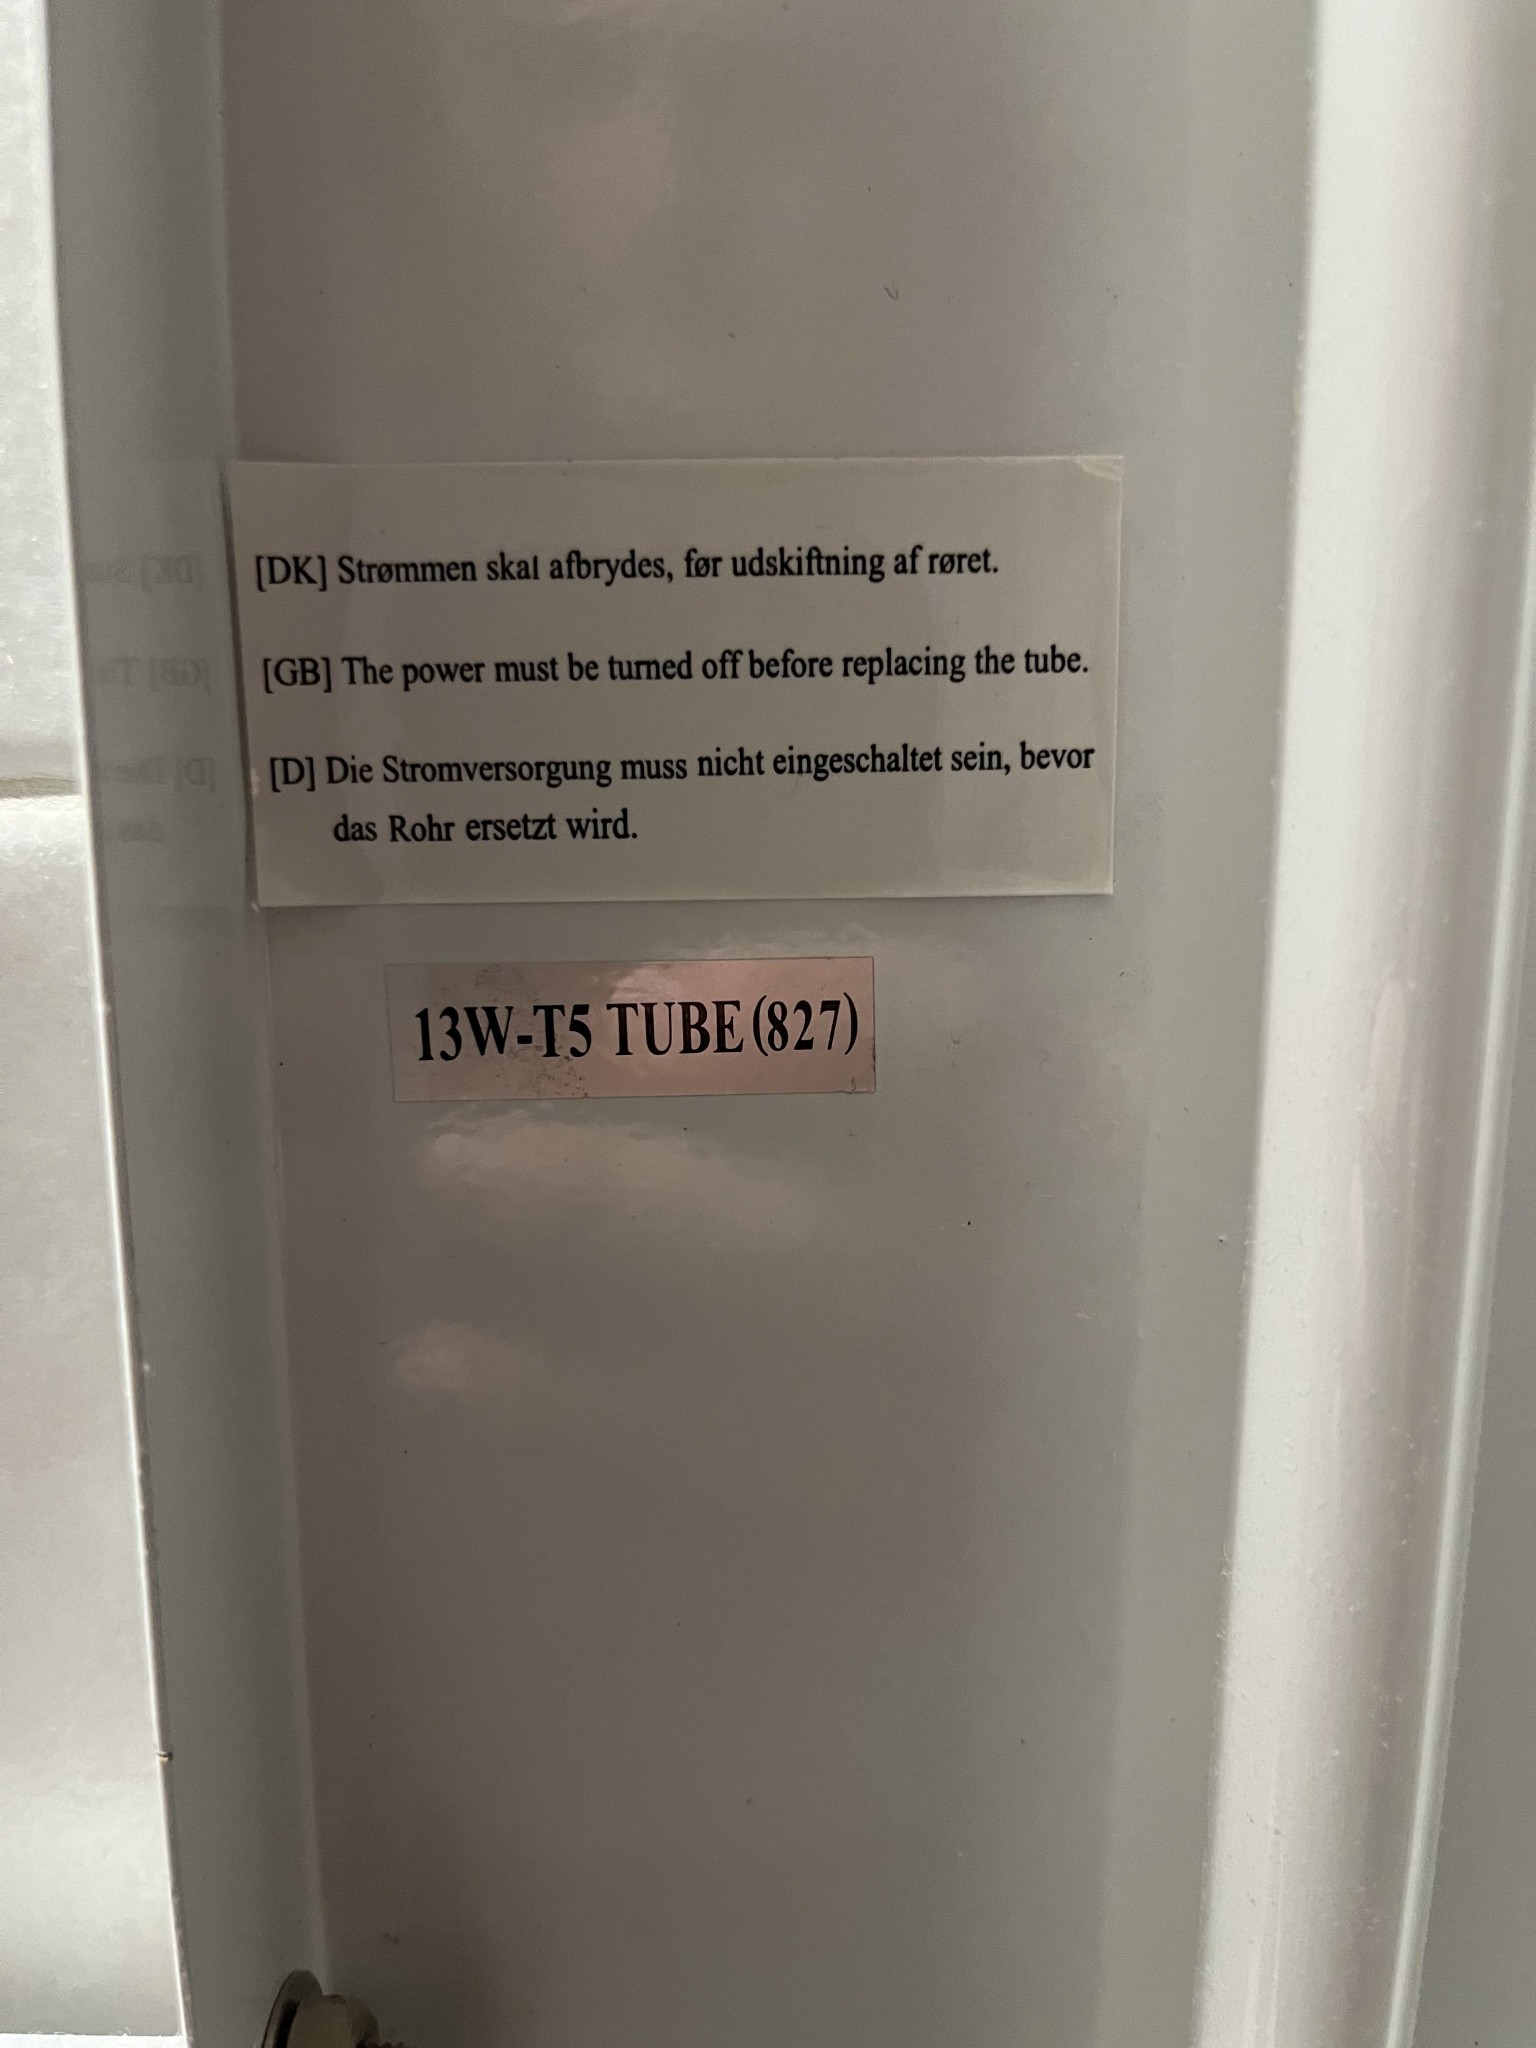 [DK] Strømmen skal afbrydes, før udskiftning af røret.
[GB] The power must be turned off before replacing the tube.
[D] Die Stromversorgung muss nicht eingeschaltet sein, bevor
das Rohr ersetzt wird.
13W-T5 TUBE (827)